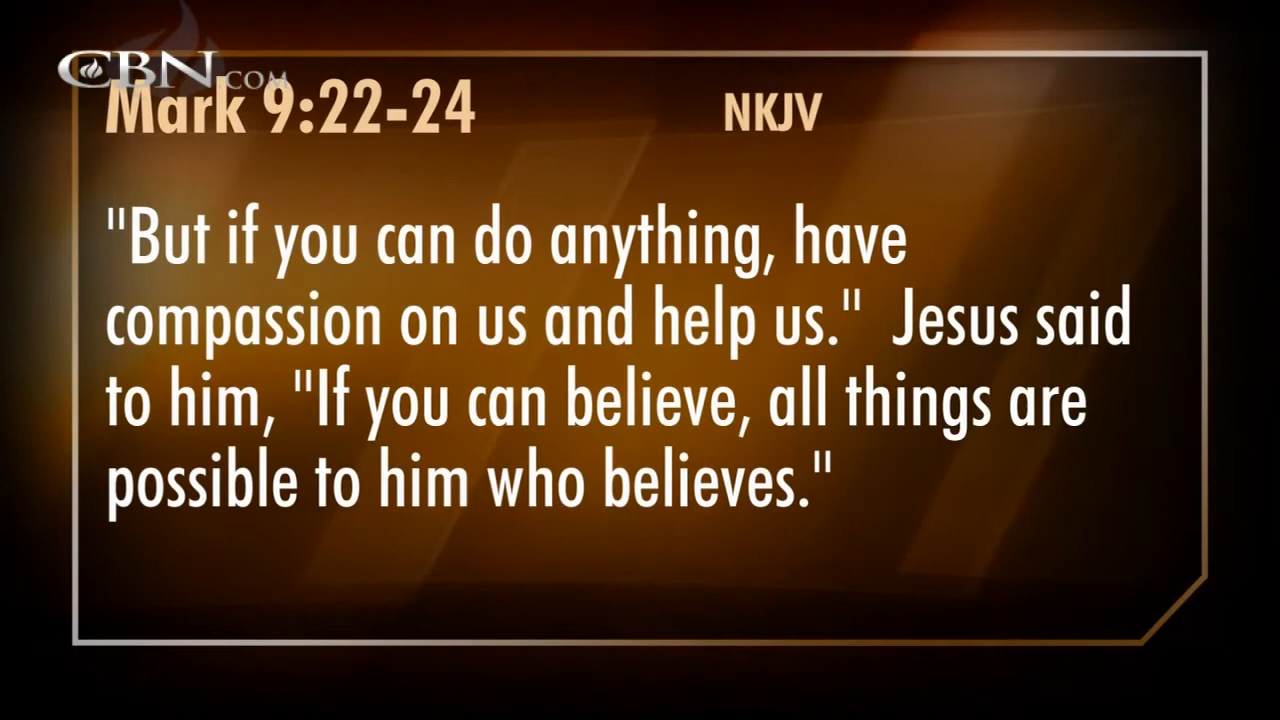 CBN.COM
Mark 9:22-24 NKJV
"But if you can do anything, have
compassion on us and help us."  Jesus said
to him, "If you can believe, all things are
possible to him who believes."